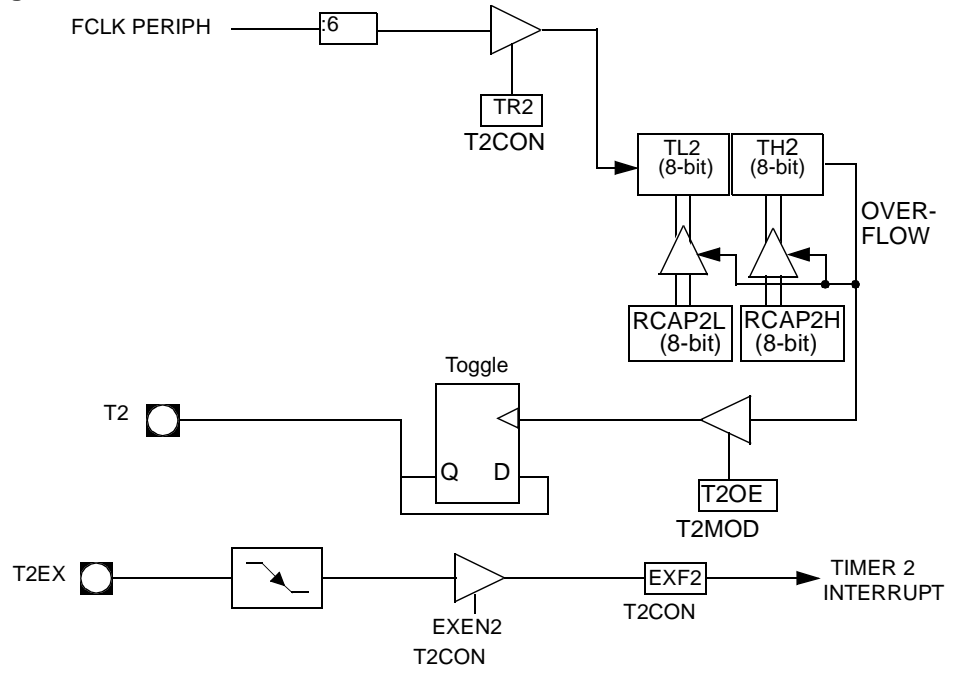 FCLK PERIPH
:6
TR2
T2CON
TL2
(8-bit)
TH2
(8-bit)
OVER-
FLOW
RCAP2L
(8-bit)
RCAP2H
(8-bit)
Toggle
T2
Q
D
T2OE
T2MOD
T2EX
EXEN2
T2CON
EXF2
T2CON
TIMER 2
INTERRUPT